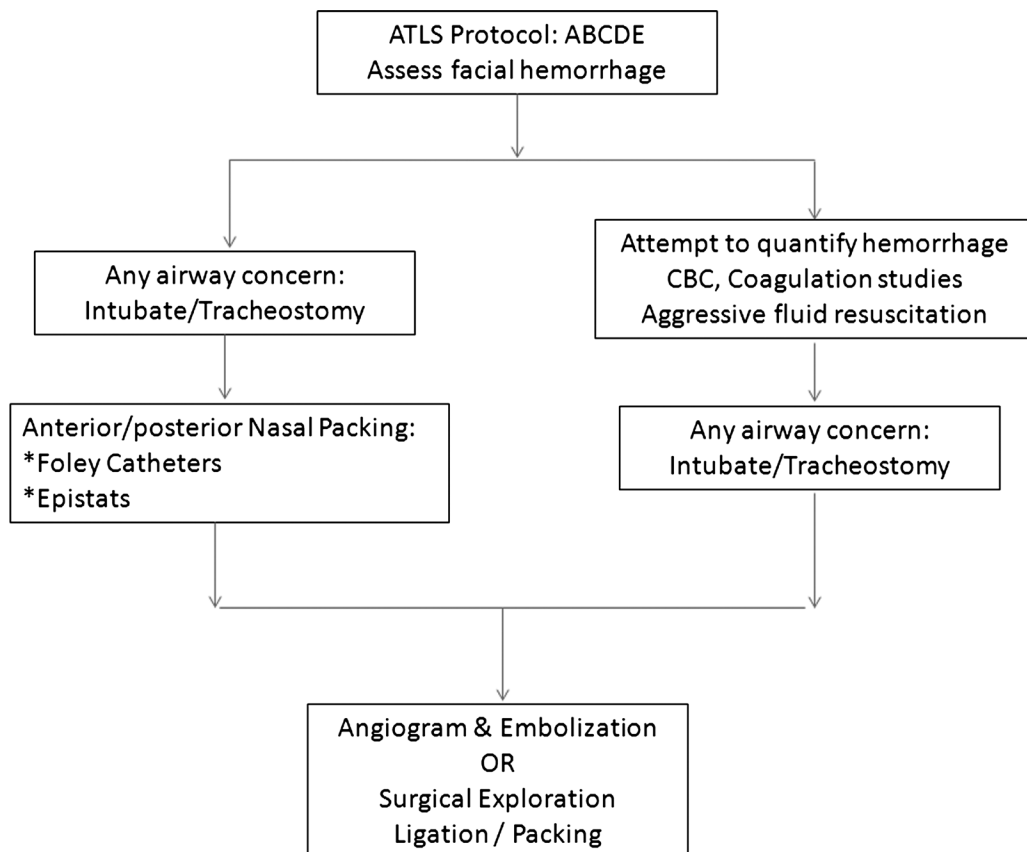 ATLS Protocol: ABCDE
Assess facial hemorrhage
Any airway concern:
Intubate/Tracheostomy
Attempt to quantify hemorrhage
CBC, Coagulation studies
Aggressive fluid resuscitation
Anterior/posterior Nasal Packing:
*Foley Catheters
*Epistats
Any airway concern:
Intubate/Tracheostomy
Angiogram & Embolization
OR
Surgical Exploration
Ligation / Packing